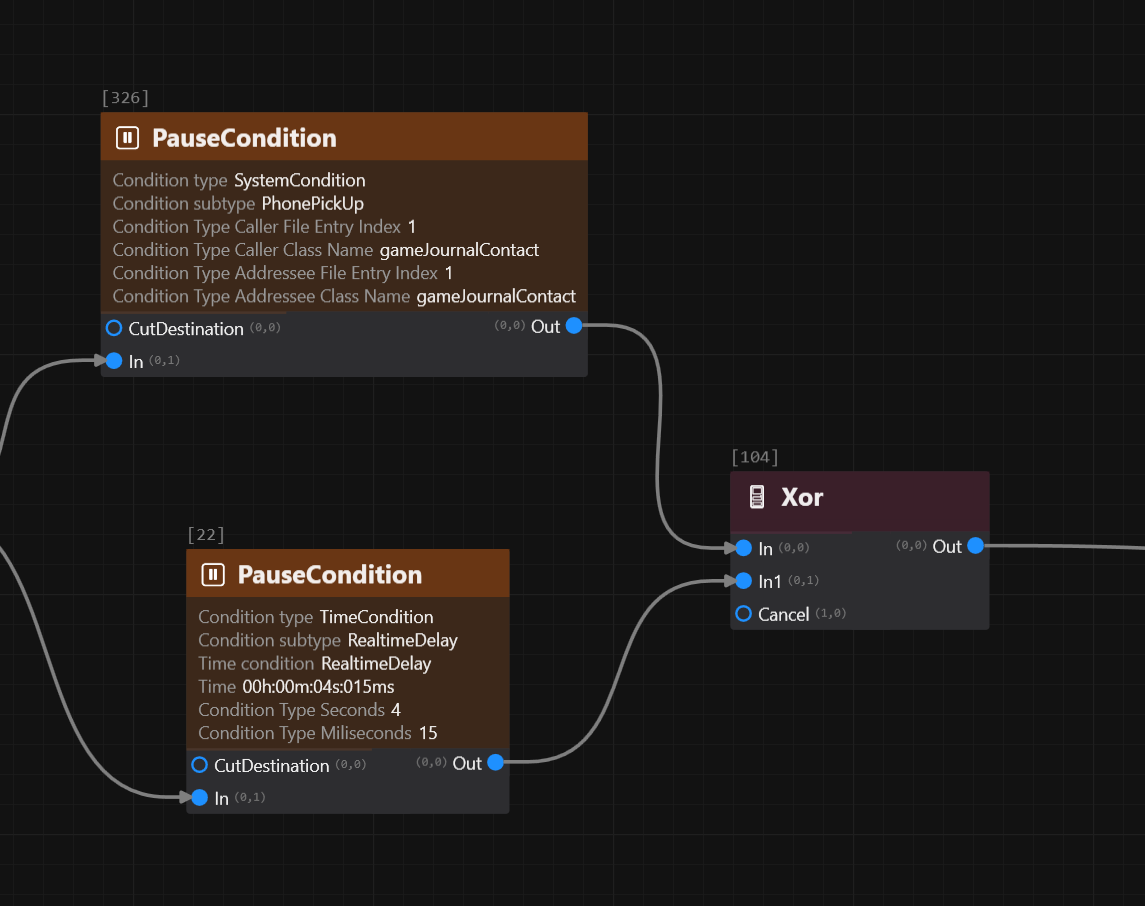 [326]
PauseCondition
Condition type SystemCondition
Condition subtype PhonePickUp
Condition Type Caller File Entry Index 1
Condition Type Caller Class Name gameJournalContact
Condition Type Addressee File Entry Index 1
Condition Type Addressee Class Name gameJournalContact
CutDestination (0,0) (0,0) Out
In (0,1)
[104]
Xor
In (0,0) (0,0) Out
In1 (0,1)
Cancel (1,0)
[22]
PauseCondition
Condition type TimeCondition
Condition subtype RealtimeDelay
Time condition RealtimeDelay
Time 00h:00m:04s:015ms
Condition Type Seconds 4
Condition Type Miliseconds 15
CutDestination (0,0) (0,0) Out
In (0,1)